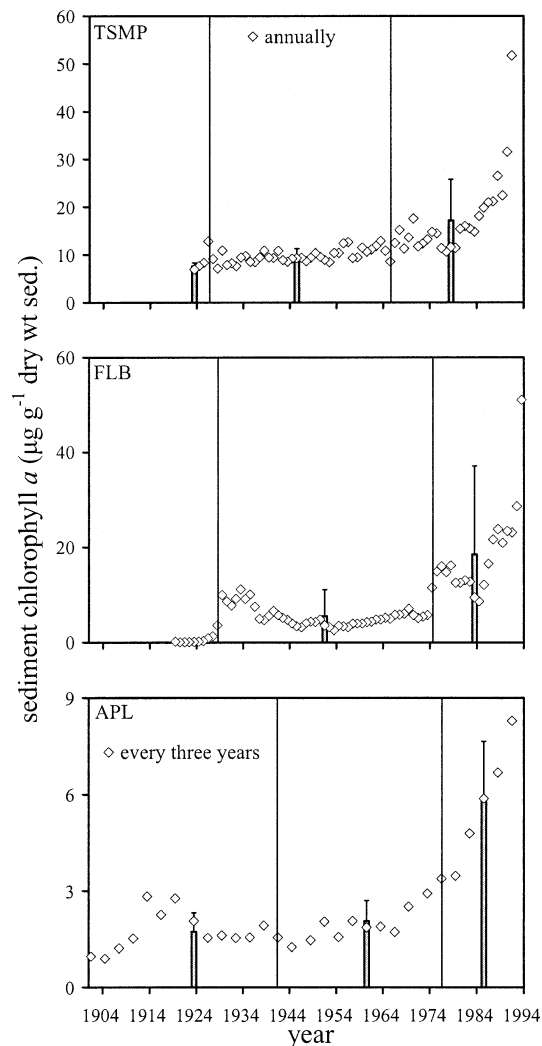 60
TSMP
◇ annually
50
40
30
20
10
0
60
FLB
40
20
0
9
APL
◇ every three years
6
3
0
1904 1914 1924 1934 1944 1954 1964 1974 1984 1994
year
sediment chlorophyll a (µg g⁻¹ dry wt sed.)